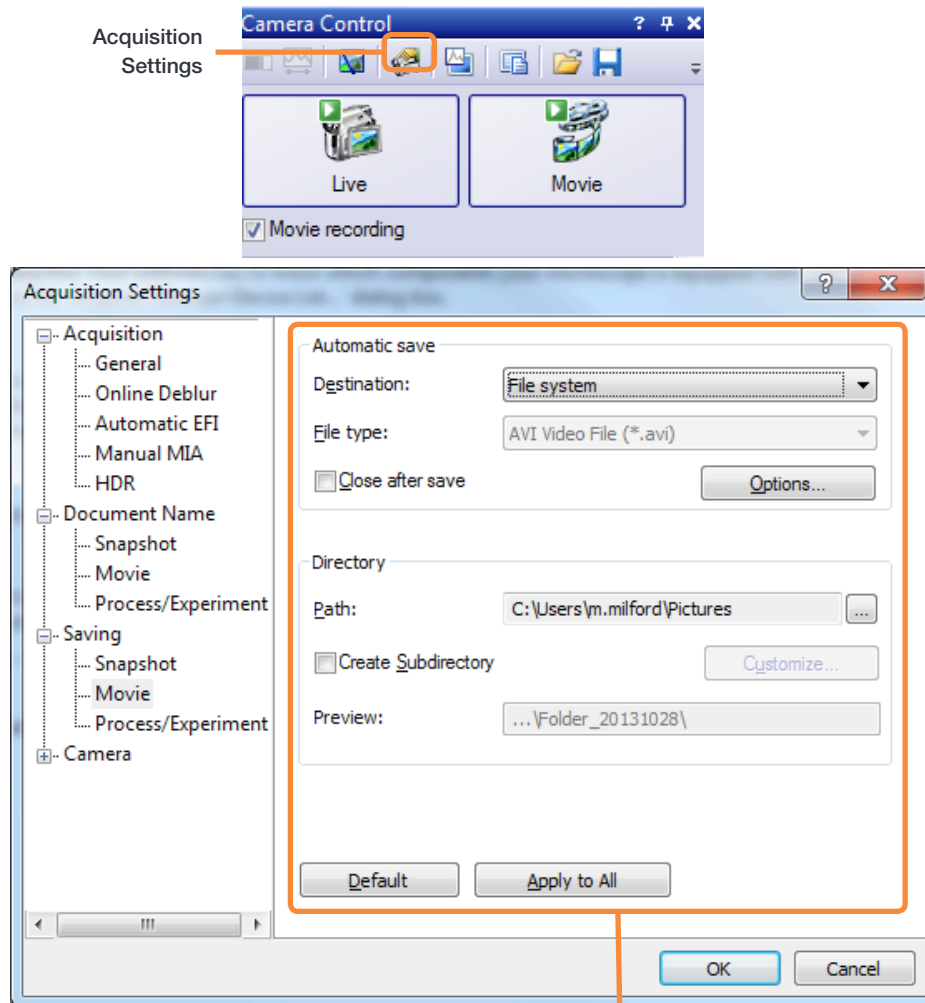 Camera Control
Acquisition
Settings
Live
Movie
Movie recording
Acquisition Settings
Acquisition
General
Online Deblur
Automatic EFI
Manual MIA
HDR
Document Name
Snapshot
Movie
Process/Experiment
Saving
Snapshot
Movie
Process/Experiment
Camera
Automatic save
Destination:
File system
File type:
AVI Video File (*.avi)
Close after save
Options...
Directory
Path:
C:\Users\m.milford\Pictures
...
Create Subdirectory
Customize...
Preview:
...\Folder_20131028\
Default
Apply to All
OK
Cancel